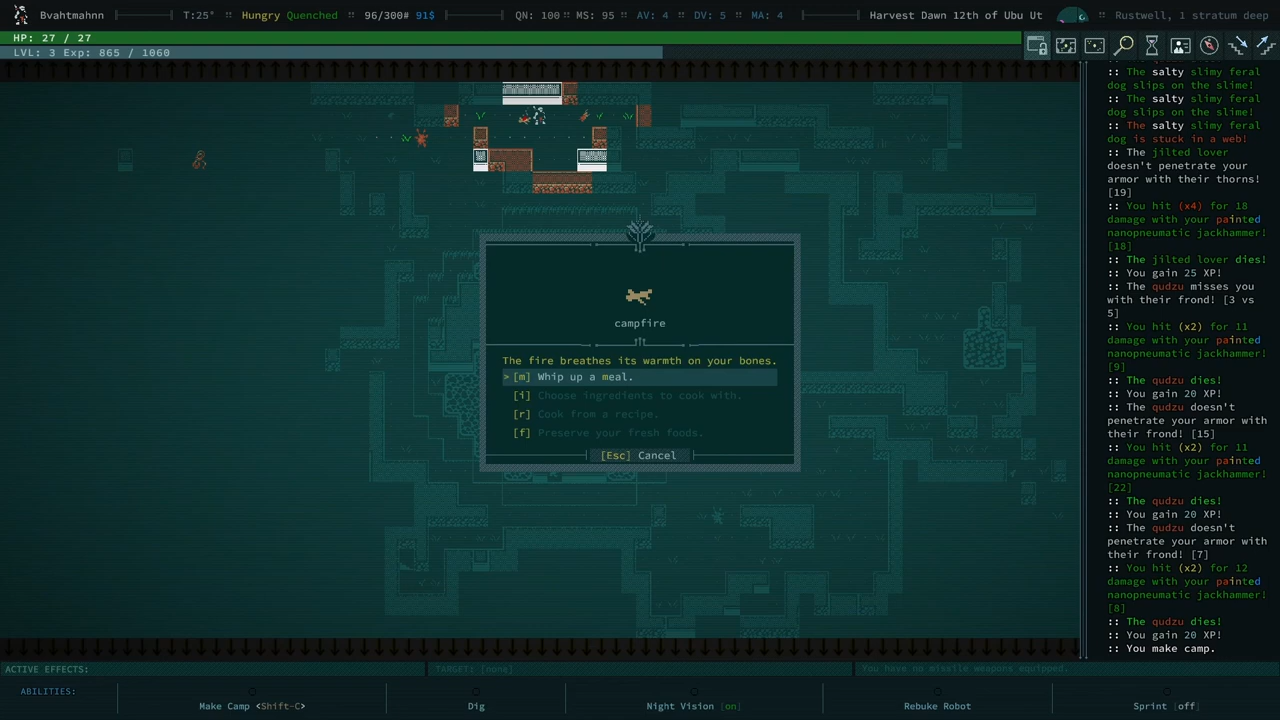 Bvahtmahnn T:25° :: Hungry Quenched :: 96/300# 91$ QN: 100 :: MS: 95 :: AV: 4 :: DV: 5 :: MA: 4 Harvest Dawn 12th of Ubu Ut :: Rustwell, 1 stratum deep
HP: 27 / 27
LVL: 3 Exp: 865 / 1060
:: The salty slimy feral
dog slips on the slime!
:: The salty slimy feral
dog slips on the slime!
:: The salty slimy feral
dog is stuck in a web!
:: The jilted lover
doesn't penetrate your
armor with their thorns!
[19]
:: You hit (x4) for 18
damage with your painted
nanopneumatic jackhammer!
[18]
:: The jilted lover dies!
:: You gain 25 XP!
:: The qudzu misses you
with their frond! [3 vs
5]
:: You hit (x2) for 11
damage with your painted
nanopneumatic jackhammer!
[9]
:: The qudzu dies!
:: You gain 20 XP!
:: The qudzu doesn't
penetrate your armor with
their frond! [15]
:: You hit (x2) for 11
damage with your painted
nanopneumatic jackhammer!
[22]
:: The qudzu dies!
:: You gain 20 XP!
:: The qudzu doesn't
penetrate your armor with
their frond! [7]
:: You hit (x2) for 12
damage with your painted
nanopneumatic jackhammer!
[8]
:: The qudzu dies!
:: You gain 20 XP!
:: You make camp.
campfire
The fire breathes its warmth on your bones.
> [m] Whip up a meal.
[i] Choose ingredients to cook with.
[r] Cook from a recipe.
[f] Preserve your fresh foods.
[Esc] Cancel
ACTIVE EFFECTS: TARGET: [none] You have no missile weapons equipped.
ABILITIES: Make Camp <Shift-C> Dig Night Vision [on] Rebuke Robot Sprint [off]